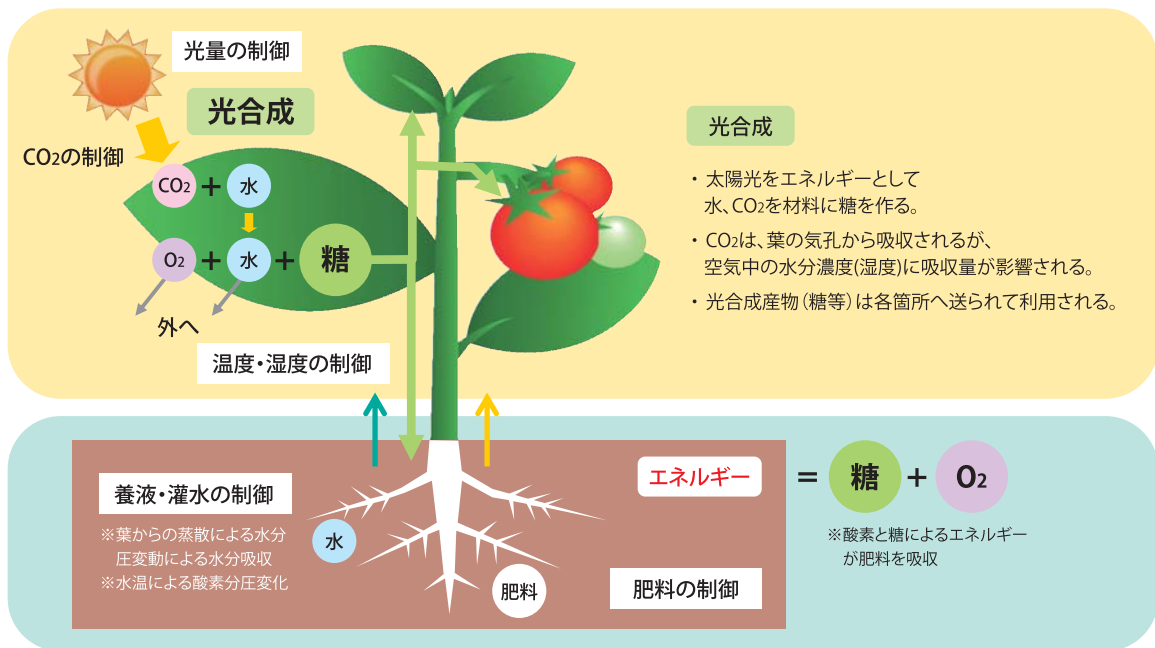 光量の制御
光合成
CO2の制御
CO2 + 水
O2 + 水 + 糖
外へ
温度・湿度の制御
光合成
・ 太陽光をエネルギーとして
水、CO2を材料に糖を作る。
・ CO2は、葉の気孔から吸収されるが、
空気中の水分濃度(湿度)に吸収量が影響される。
・ 光合成産物（糖等）は各箇所へ送られて利用される。
養液・灌水の制御
※葉からの蒸散による水分
圧変動による水分吸収
※水温による酸素分圧変化
水
肥料
エネルギー = 糖 + O2
※酸素と糖によるエネルギー
が肥料を吸収
肥料の制御